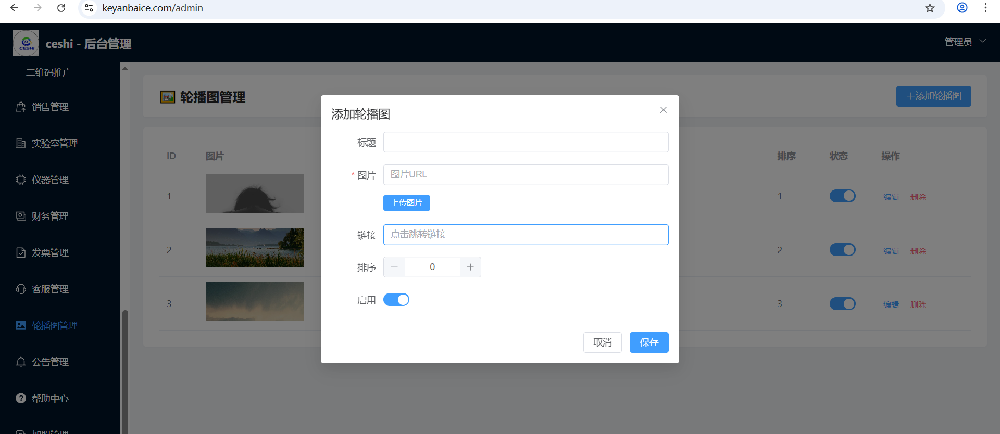 keyanbaice.com/admin
CESHI
ceshi - 后台管理
管理员
二维码推广
销售管理
实验室管理
仪器管理
财务管理
发票管理
客服管理
轮播图管理
公告管理
帮助中心
加盟管理
轮播图管理
+添加轮播图
ID 图片 排序 状态 操作
1 1 编辑 删除
2 2 编辑 删除
3 3 编辑 删除
添加轮播图
标题
* 图片 图片URL
上传图片
链接 点击跳转链接
排序 0
启用
取消 保存